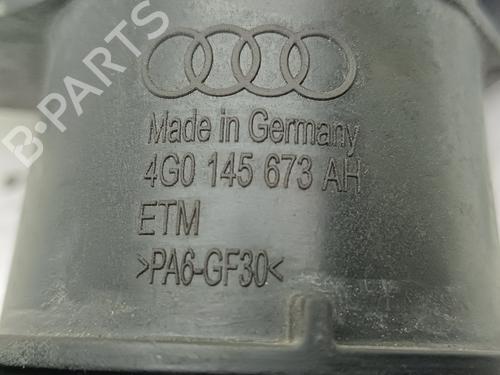 B-PARTS
Made in Germany
4G0 145 673 AH
ETM
>PA6-GF30<